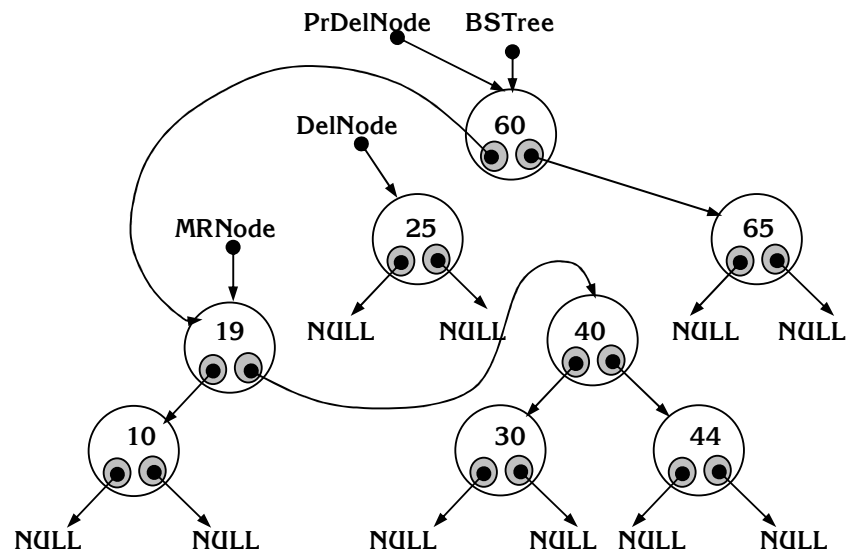 PrDelNode BSTree
60
DelNode
25
65
MRNode
NULL NULL
NULL NULL
19
40
10
30
44
NULL NULL
NULL NULL
NULL NULL